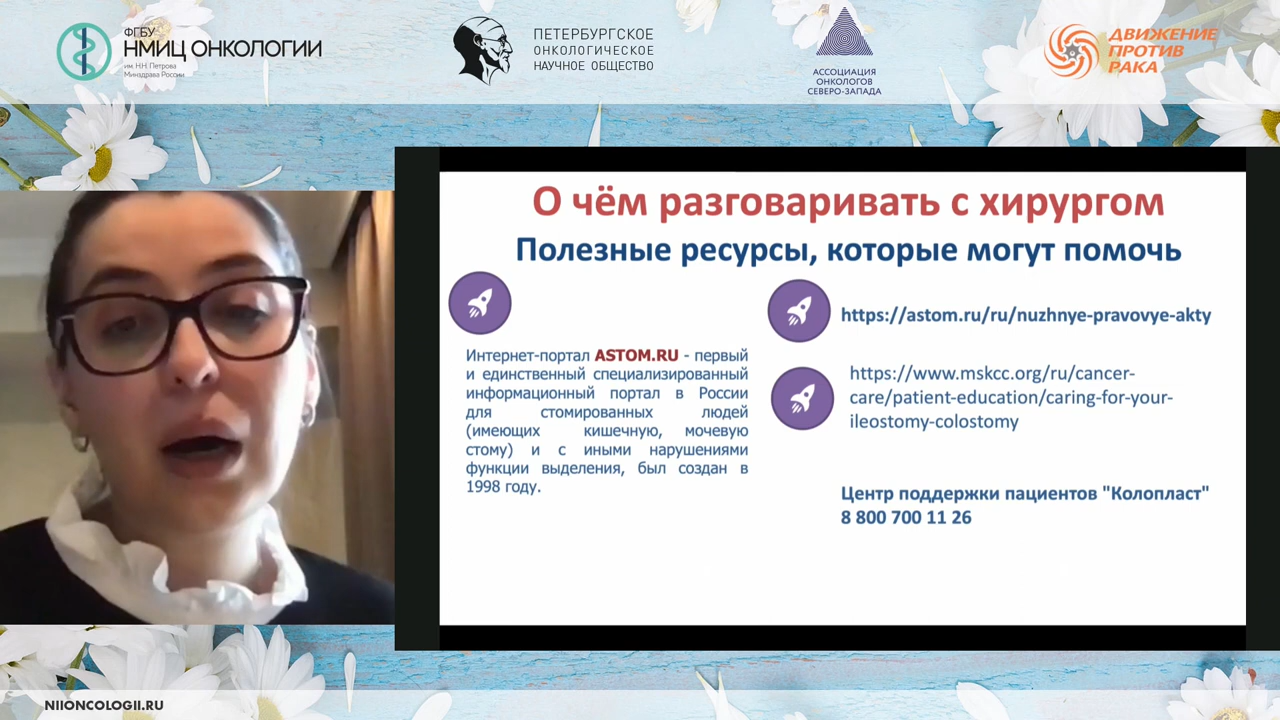 ФГБУ
НМИЦ ОНКОЛОГИИ
им. Н.Н. Петрова
Минздрава России
ПЕТЕРБУРГСКОЕ
ОНКОЛОГИЧЕСКОЕ
НАУЧНОЕ ОБЩЕСТВО
АССОЦИАЦИЯ
ОНКОЛОГОВ
СЕВЕРО-ЗАПАДА
ДВИЖЕНИЕ
ПРОТИВ
РАКА
О чём разговаривать с хирургом
Полезные ресурсы, которые могут помочь
Интернет-портал ASTOM.RU - первый
и единственный специализированный
информационный портал в России
для стомированных людей
(имеющих кишечную, мочевую
стому) и с иными нарушениями
функции выделения, был создан в
1998 году.
https://astom.ru/ru/nuzhnye-pravovye-akty
https://www.mskcc.org/ru/cancer-
care/patient-education/caring-for-your-
ileostomy-colostomy
Центр поддержки пациентов "Колопласт"
8 800 700 11 26
NIIONCOLOGII.RU